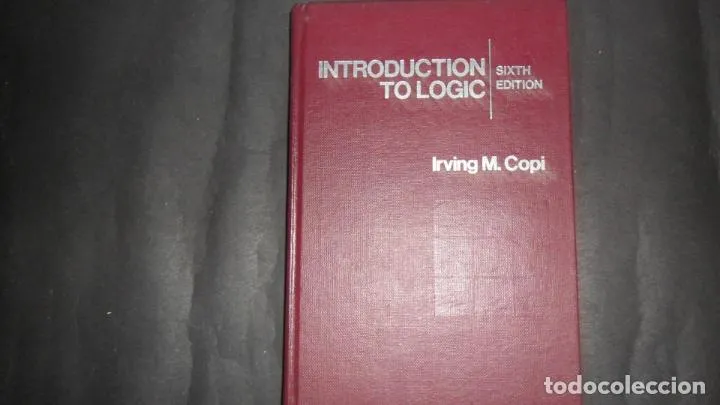 INTRODUCTION
TO LOGIC
SIXTH
EDITION
Irving M. Copi
todocoleccion